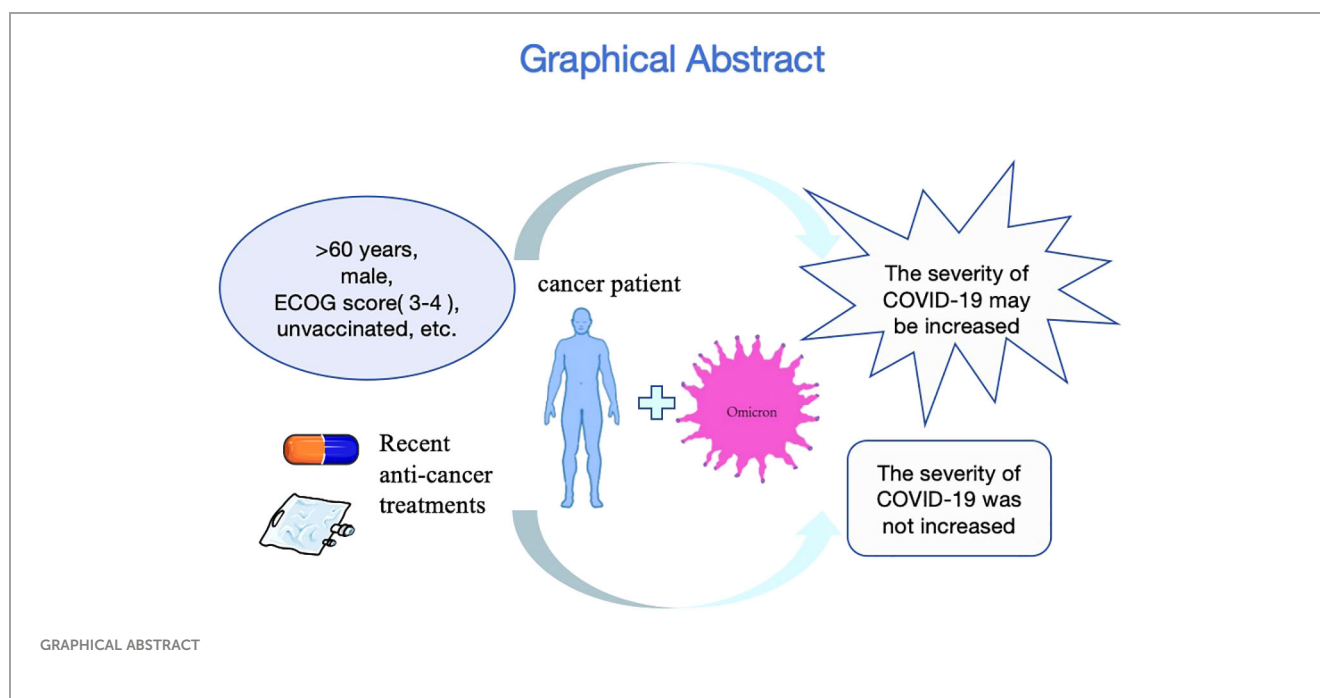 Graphical Abstract
>60 years,
male,
ECOG score( 3-4 ),
unvaccinated, etc.
cancer patient
Omicron
The severity of
COVID-19 may
be increased
Recent
anti-cancer
treatments
The severity of
COVID-19 was
not increased
GRAPHICAL ABSTRACT